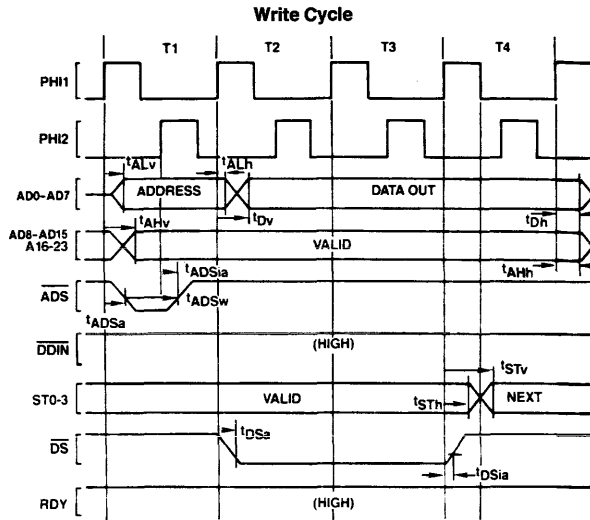 Write Cycle
T1 T2 T3 T4
PHI1
PHI2
tALv tALh
AD0-AD7 ADDRESS DATA OUT
tDv tDh
tAHv
AD8-AD15
A16-23 VALID
tADSia tAHh
ADS tADSw
tADSa
DDIN (HIGH)
tSTv
ST0-3 VALID tSTh NEXT
tDSa
DS
tDSia
RDY (HIGH)